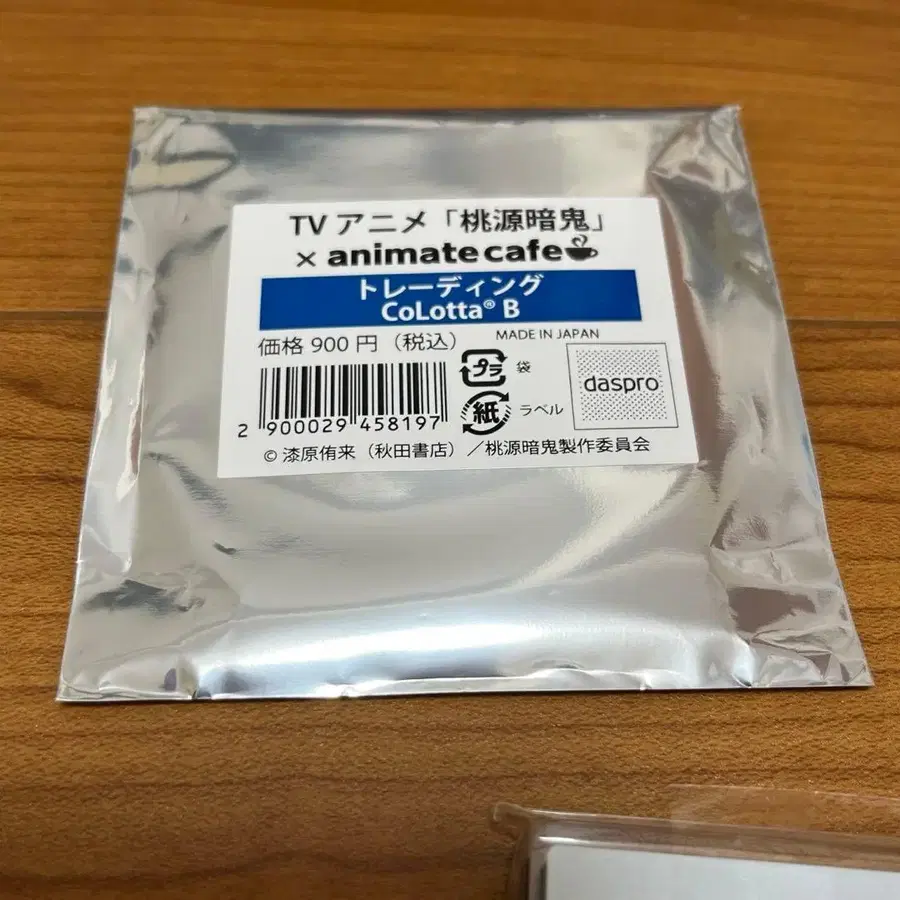 TV アニメ「桃源暗鬼」
× animate cafe
トレーディング
CoLotta® B
価格 900 円（税込）
MADE IN JAPAN
プラ 袋
紙 ラベル
daspro
2 900029 458197
© 漆原侑来（秋田書店）／桃源暗鬼製作委員会